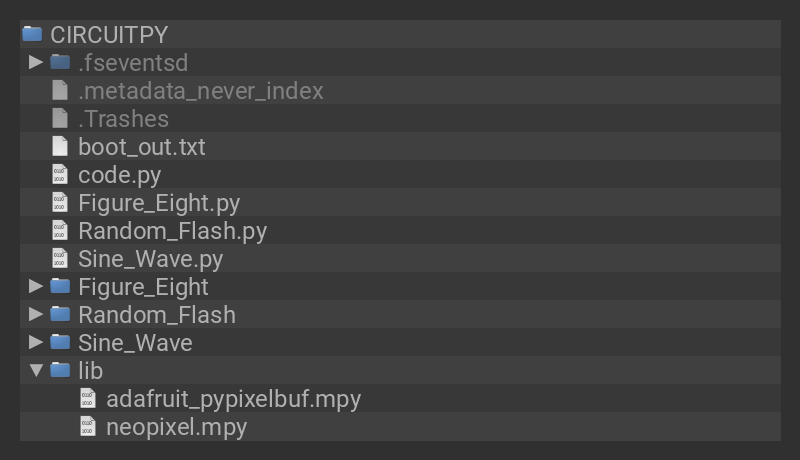 CIRCUITPY
.fseventsd
.metadata_never_index
.Trashes
boot_out.txt
code.py
Figure_Eight.py
Random_Flash.py
Sine_Wave.py
Figure_Eight
Random_Flash
Sine_Wave
lib
adafruit_pypixelbuf.mpy
neopixel.mpy